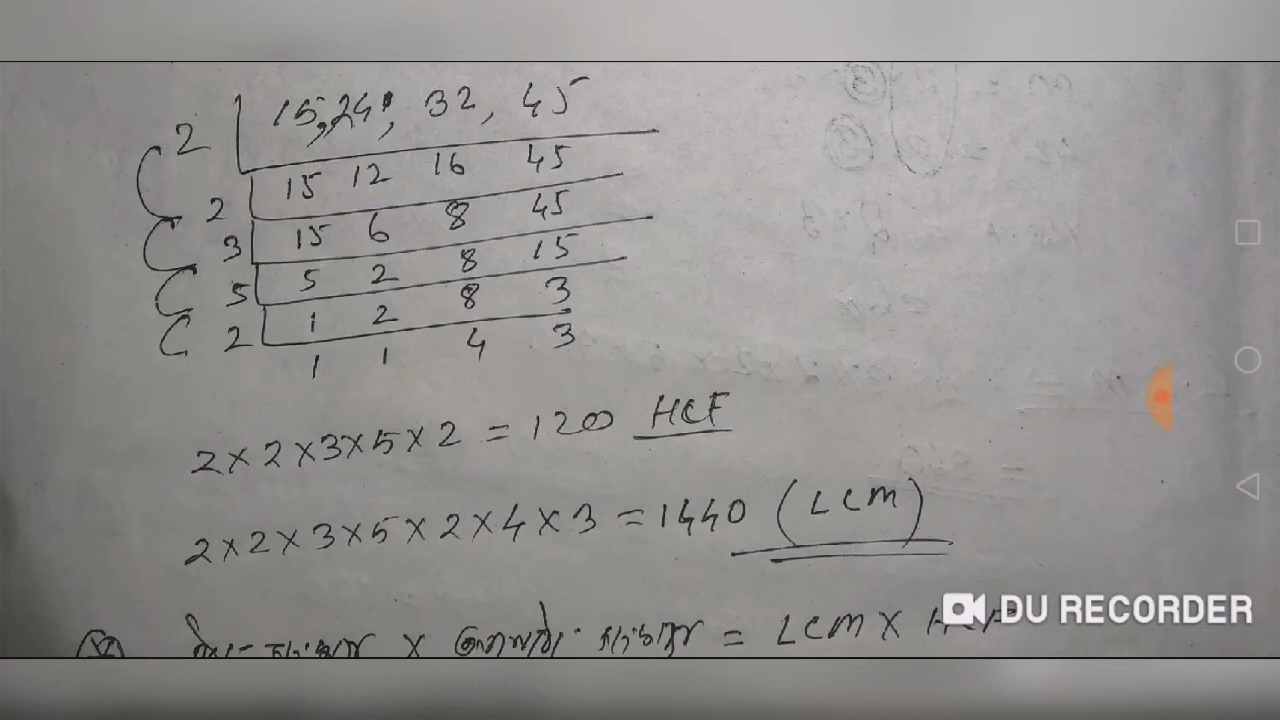 2 15, 24, 32, 45
2 15 12 16 45
3 15 6 8 45
5 5 2 8 15
2 1 2 8 3
1 1 4 3
2×2×3×5×2 = 120 HCF
2×2×3×5×2×4×3 = 1440 (LCM)
× = LCM × HCF
DU RECORDER